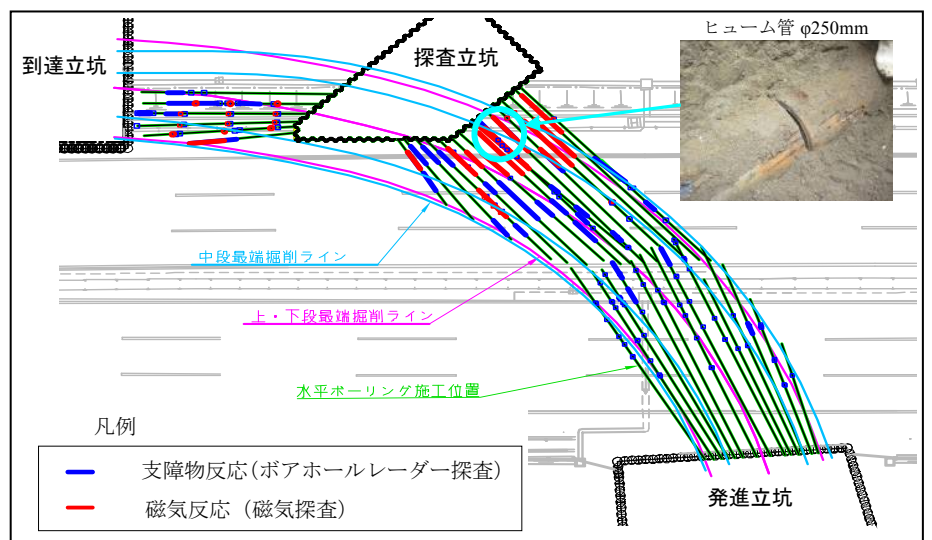 ヒューム管 φ250mm
到達立坑
探査立坑
中段最端掘削ライン
上・下段最端掘削ライン
水平ボーリング施工位置
凡例
支障物反応（ボアホールレーダー探査）
磁気反応（磁気探査）
発進立坑